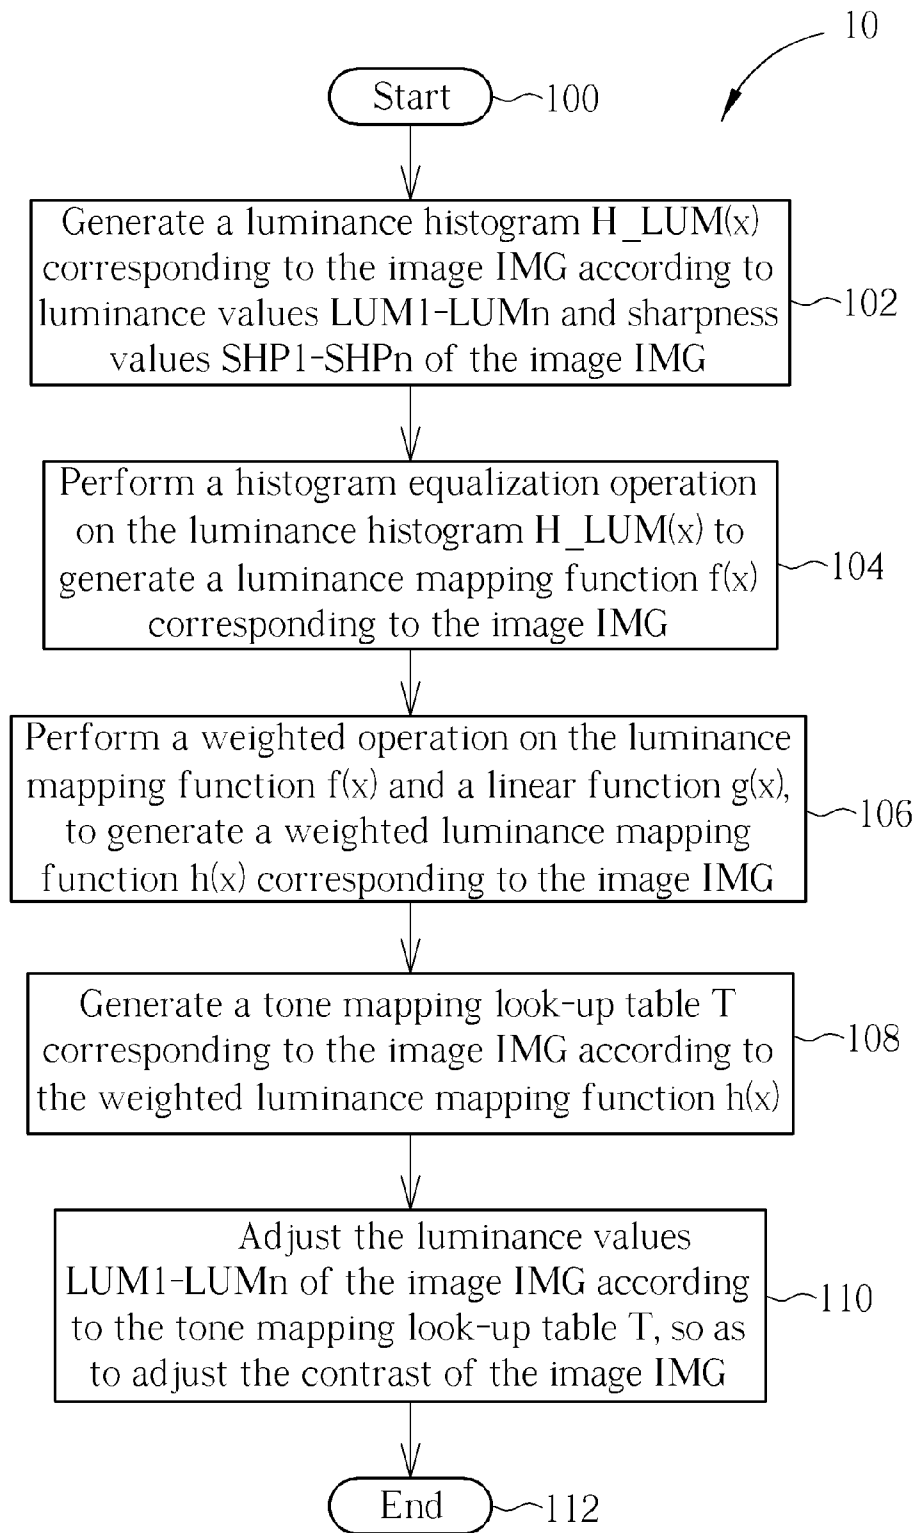 10
Start
100
Generate a luminance histogram H_LUM(x)
corresponding to the image IMG according to
luminance values LUM1-LUMn and sharpness
values SHP1-SHPn of the image IMG
102
Perform a histogram equalization operation
on the luminance histogram H_LUM(x) to
generate a luminance mapping function f(x)
corresponding to the image IMG
104
Perform a weighted operation on the luminance
mapping function f(x) and a linear function g(x),
to generate a weighted luminance mapping
function h(x) corresponding to the image IMG
106
Generate a tone mapping look-up table T
corresponding to the image IMG according to
the weighted luminance mapping function h(x)
108
Adjust the luminance values
LUM1-LUMn of the image IMG according
to the tone mapping look-up table T, so as
to adjust the contrast of the image IMG
110
End
112